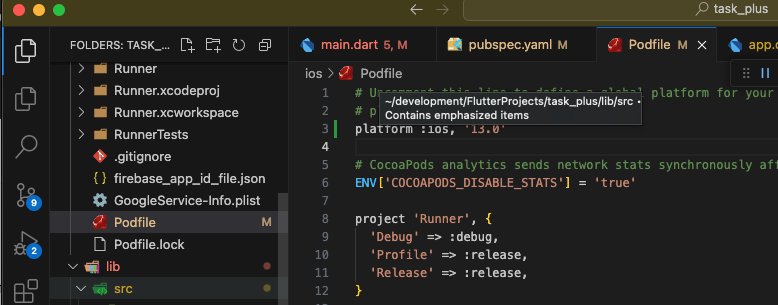 task_plus
FOLDERS: TASK_...
main.dart 5, M
pubspec.yaml M
Podfile M
app.
Runner
Runner.xcodeproj
Runner.xcworkspace
RunnerTests
.gitignore
firebase_app_id_file.json
GoogleService-Info.plist
Podfile M
Podfile.lock
lib
src
9
2
ios > Podfile
1 # Uncomment this line to define a global platform for your
~/development/FlutterProjects/task_plus/lib/src •
Contains emphasized items
2 # p
3 platform :ios, '13.0'
4
5 # CocoaPods analytics sends network stats synchronously aff
6 ENV['COCOAPODS_DISABLE_STATS'] = 'true'
7
8 project 'Runner', {
9 'Debug' => :debug,
10 'Profile' => :release,
11 'Release' => :release,
12 }